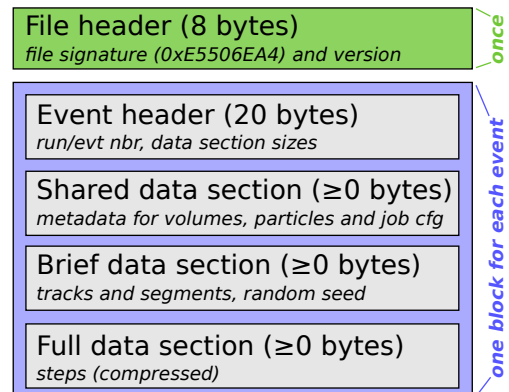 File header (8 bytes)
file signature (0xE5506EA4) and version
once
Event header (20 bytes)
run/evt nbr, data section sizes
Shared data section (≥0 bytes)
metadata for volumes, particles and job cfg
Brief data section (≥0 bytes)
tracks and segments, random seed
Full data section (≥0 bytes)
steps (compressed)
one block for each event